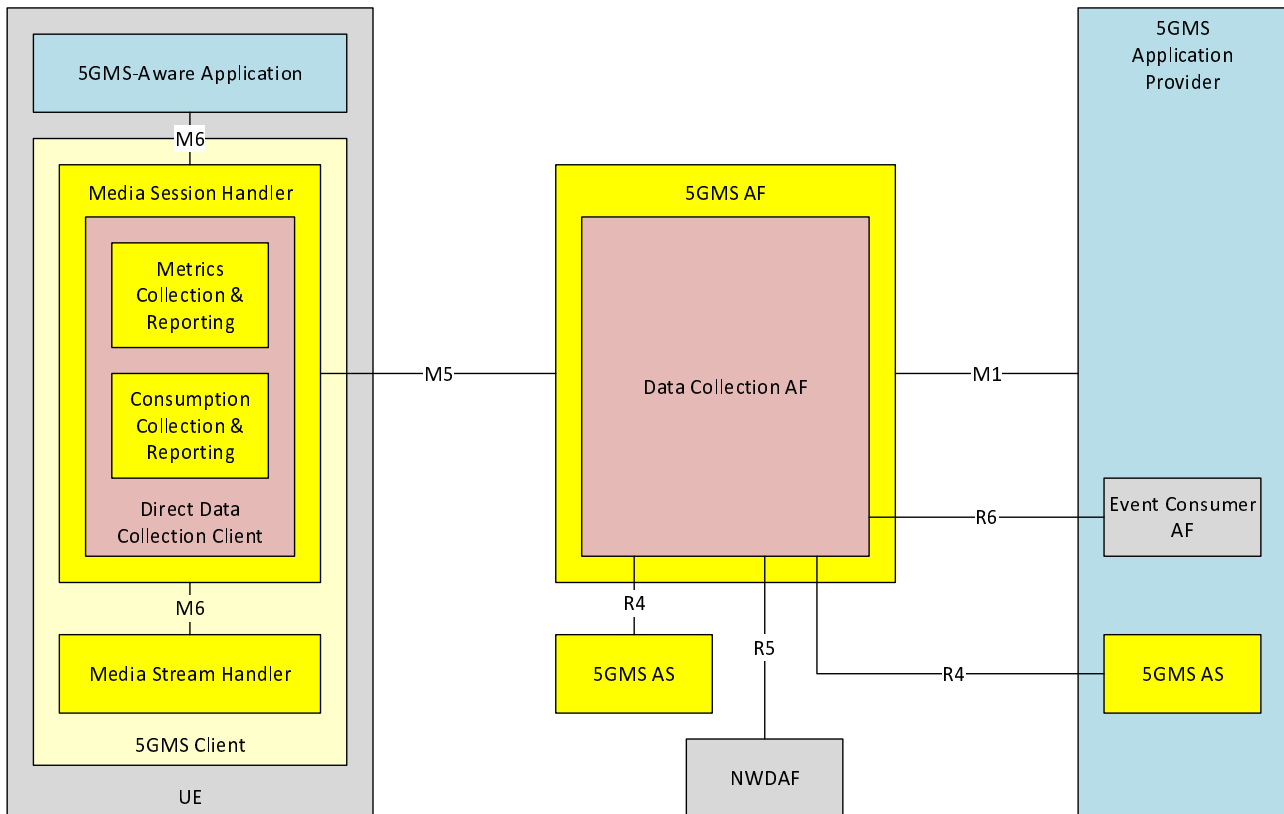 5GMS-Aware Application
M6
Media Session Handler
Metrics
Collection &
Reporting
Consumption
Collection &
Reporting
Direct Data
Collection Client
M6
Media Stream Handler
5GMS Client
UE
M5
5GMS AF
Data Collection AF
R4
5GMS AS
R5
NWDAF
M1
R6
R4
5GMS
Application
Provider
Event Consumer
AF
5GMS AS